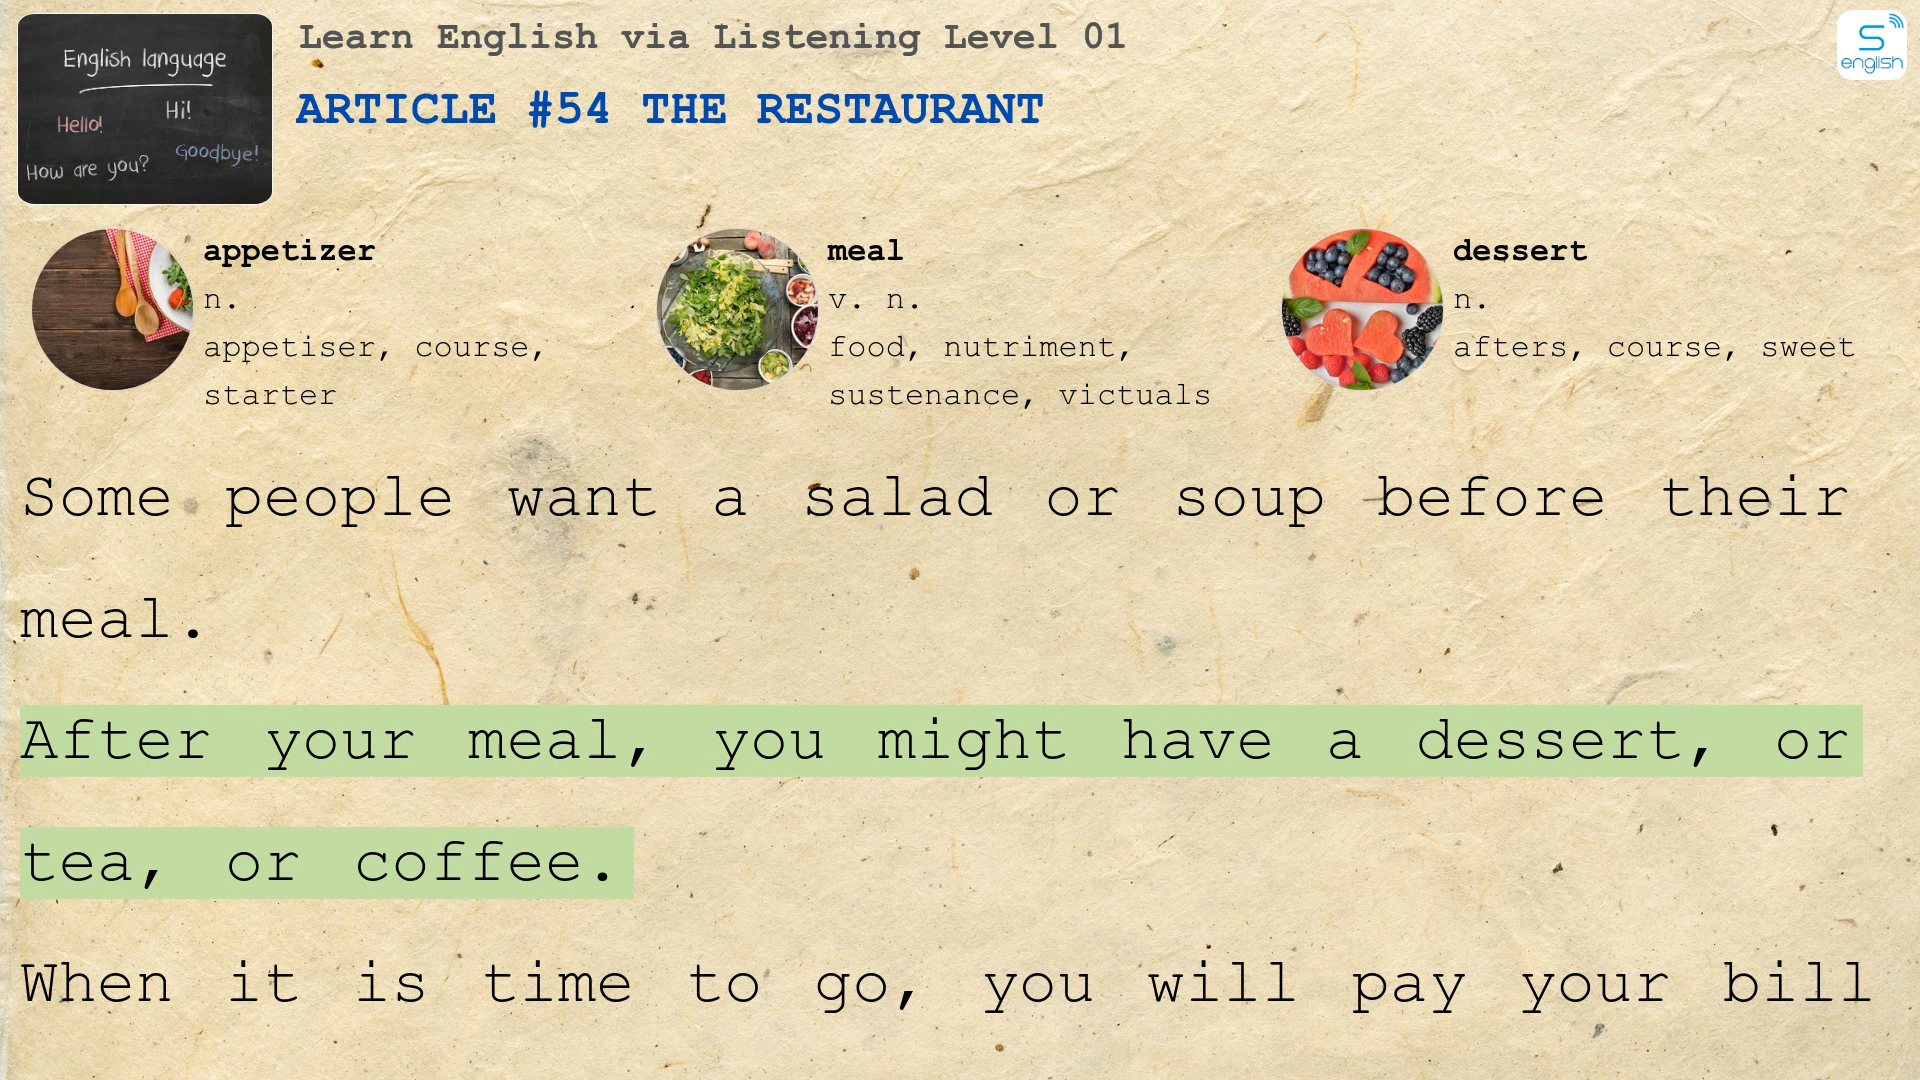 English language
Hi!
Hello!
Goodbye!
How are you?
Learn English via Listening Level 01
ARTICLE #54 THE RESTAURANT
S
english
appetizer
n.
appetiser, course,
starter
meal
v. n.
food, nutriment,
sustenance, victuals
dessert
n.
afters, course, sweet
Some people want a salad or soup before their
meal.
After your meal, you might have a dessert, or
tea, or coffee.
When it is time to go, you will pay your bill